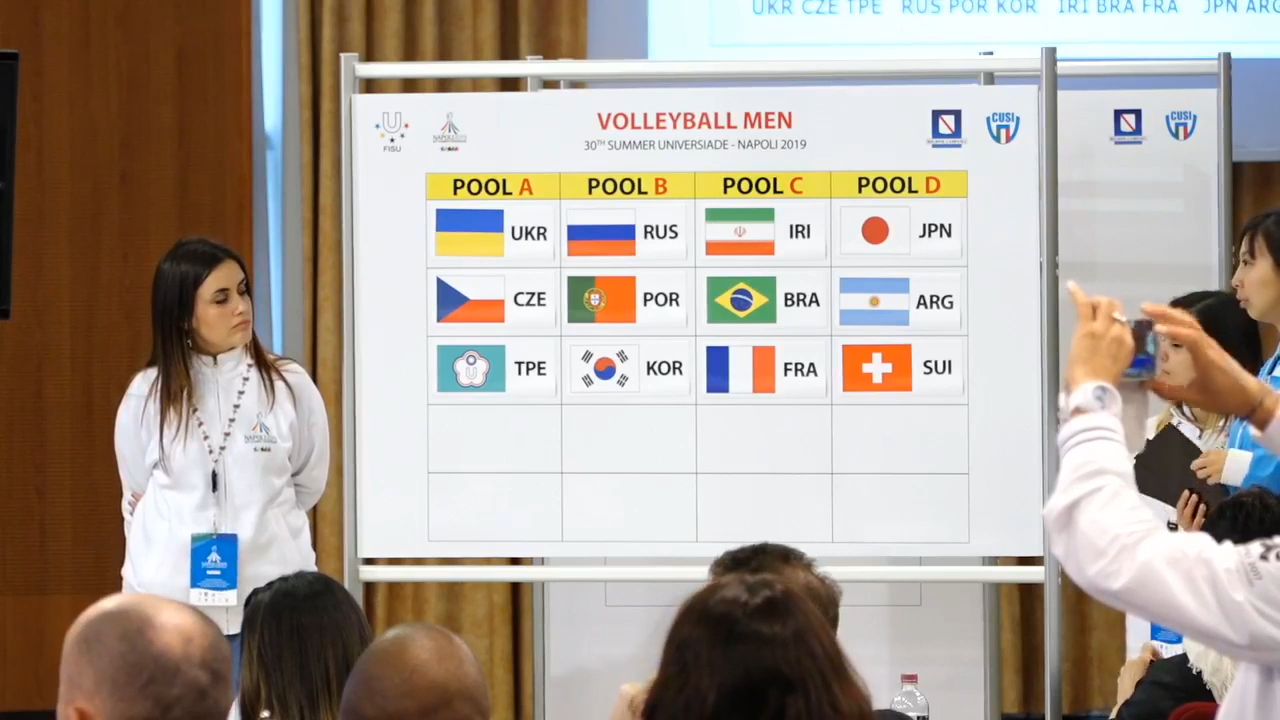 UKR CZE TPE RUS POR KOR IRI BRA FRA JPN ARG
VOLLEYBALL MEN
30TH SUMMER UNIVERSIADE - NAPOLI 2019
FISU
CUSI
CUSI
POOL A POOL B POOL C POOL D
UKR RUS IRI JPN
CZE POR BRA ARG
TPE KOR FRA SUI